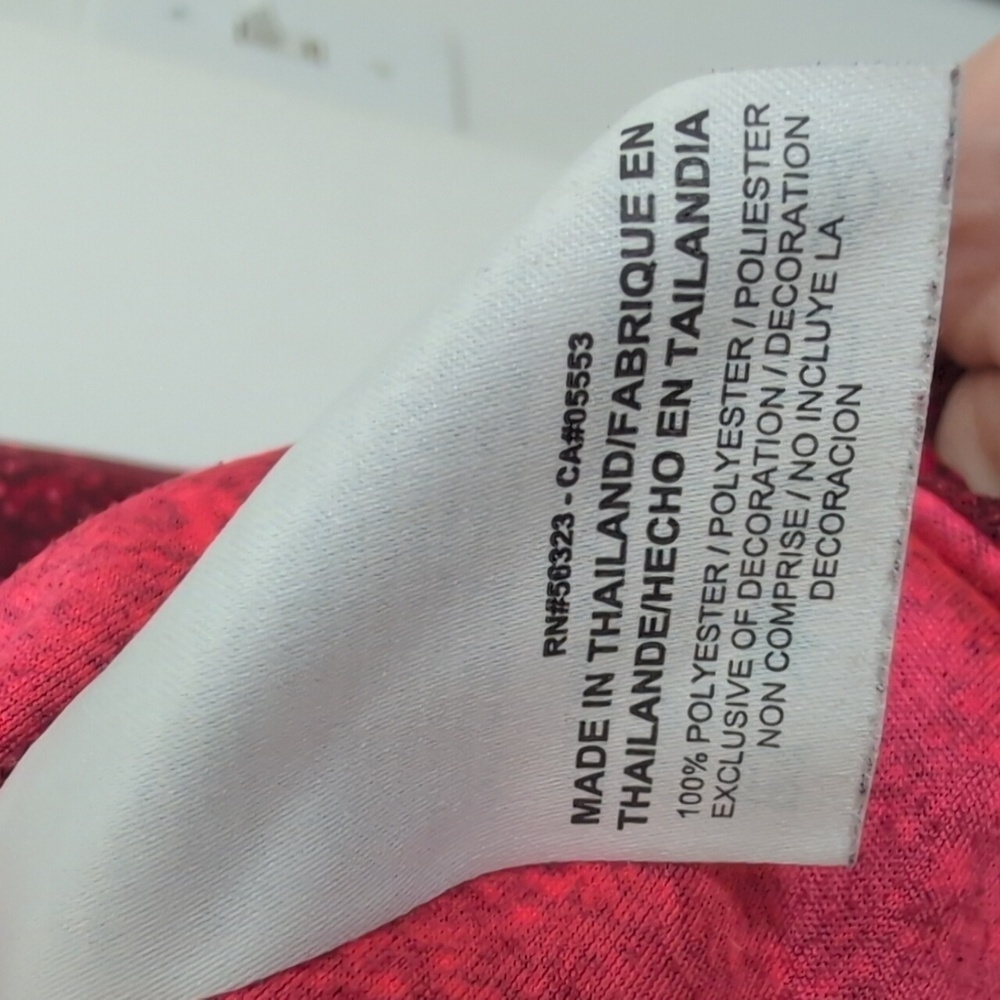 RN#56323 - CA#05553
MADE IN THAILAND/FABRIQUE EN
THAILANDE/HECHO EN TAILANDIA
100% POLYESTER / POLYESTER / POLIESTER
EXCLUSIVE OF DECORATION / DECORATION
NON COMPRISE / NO INCLUYE LA
DECORACION